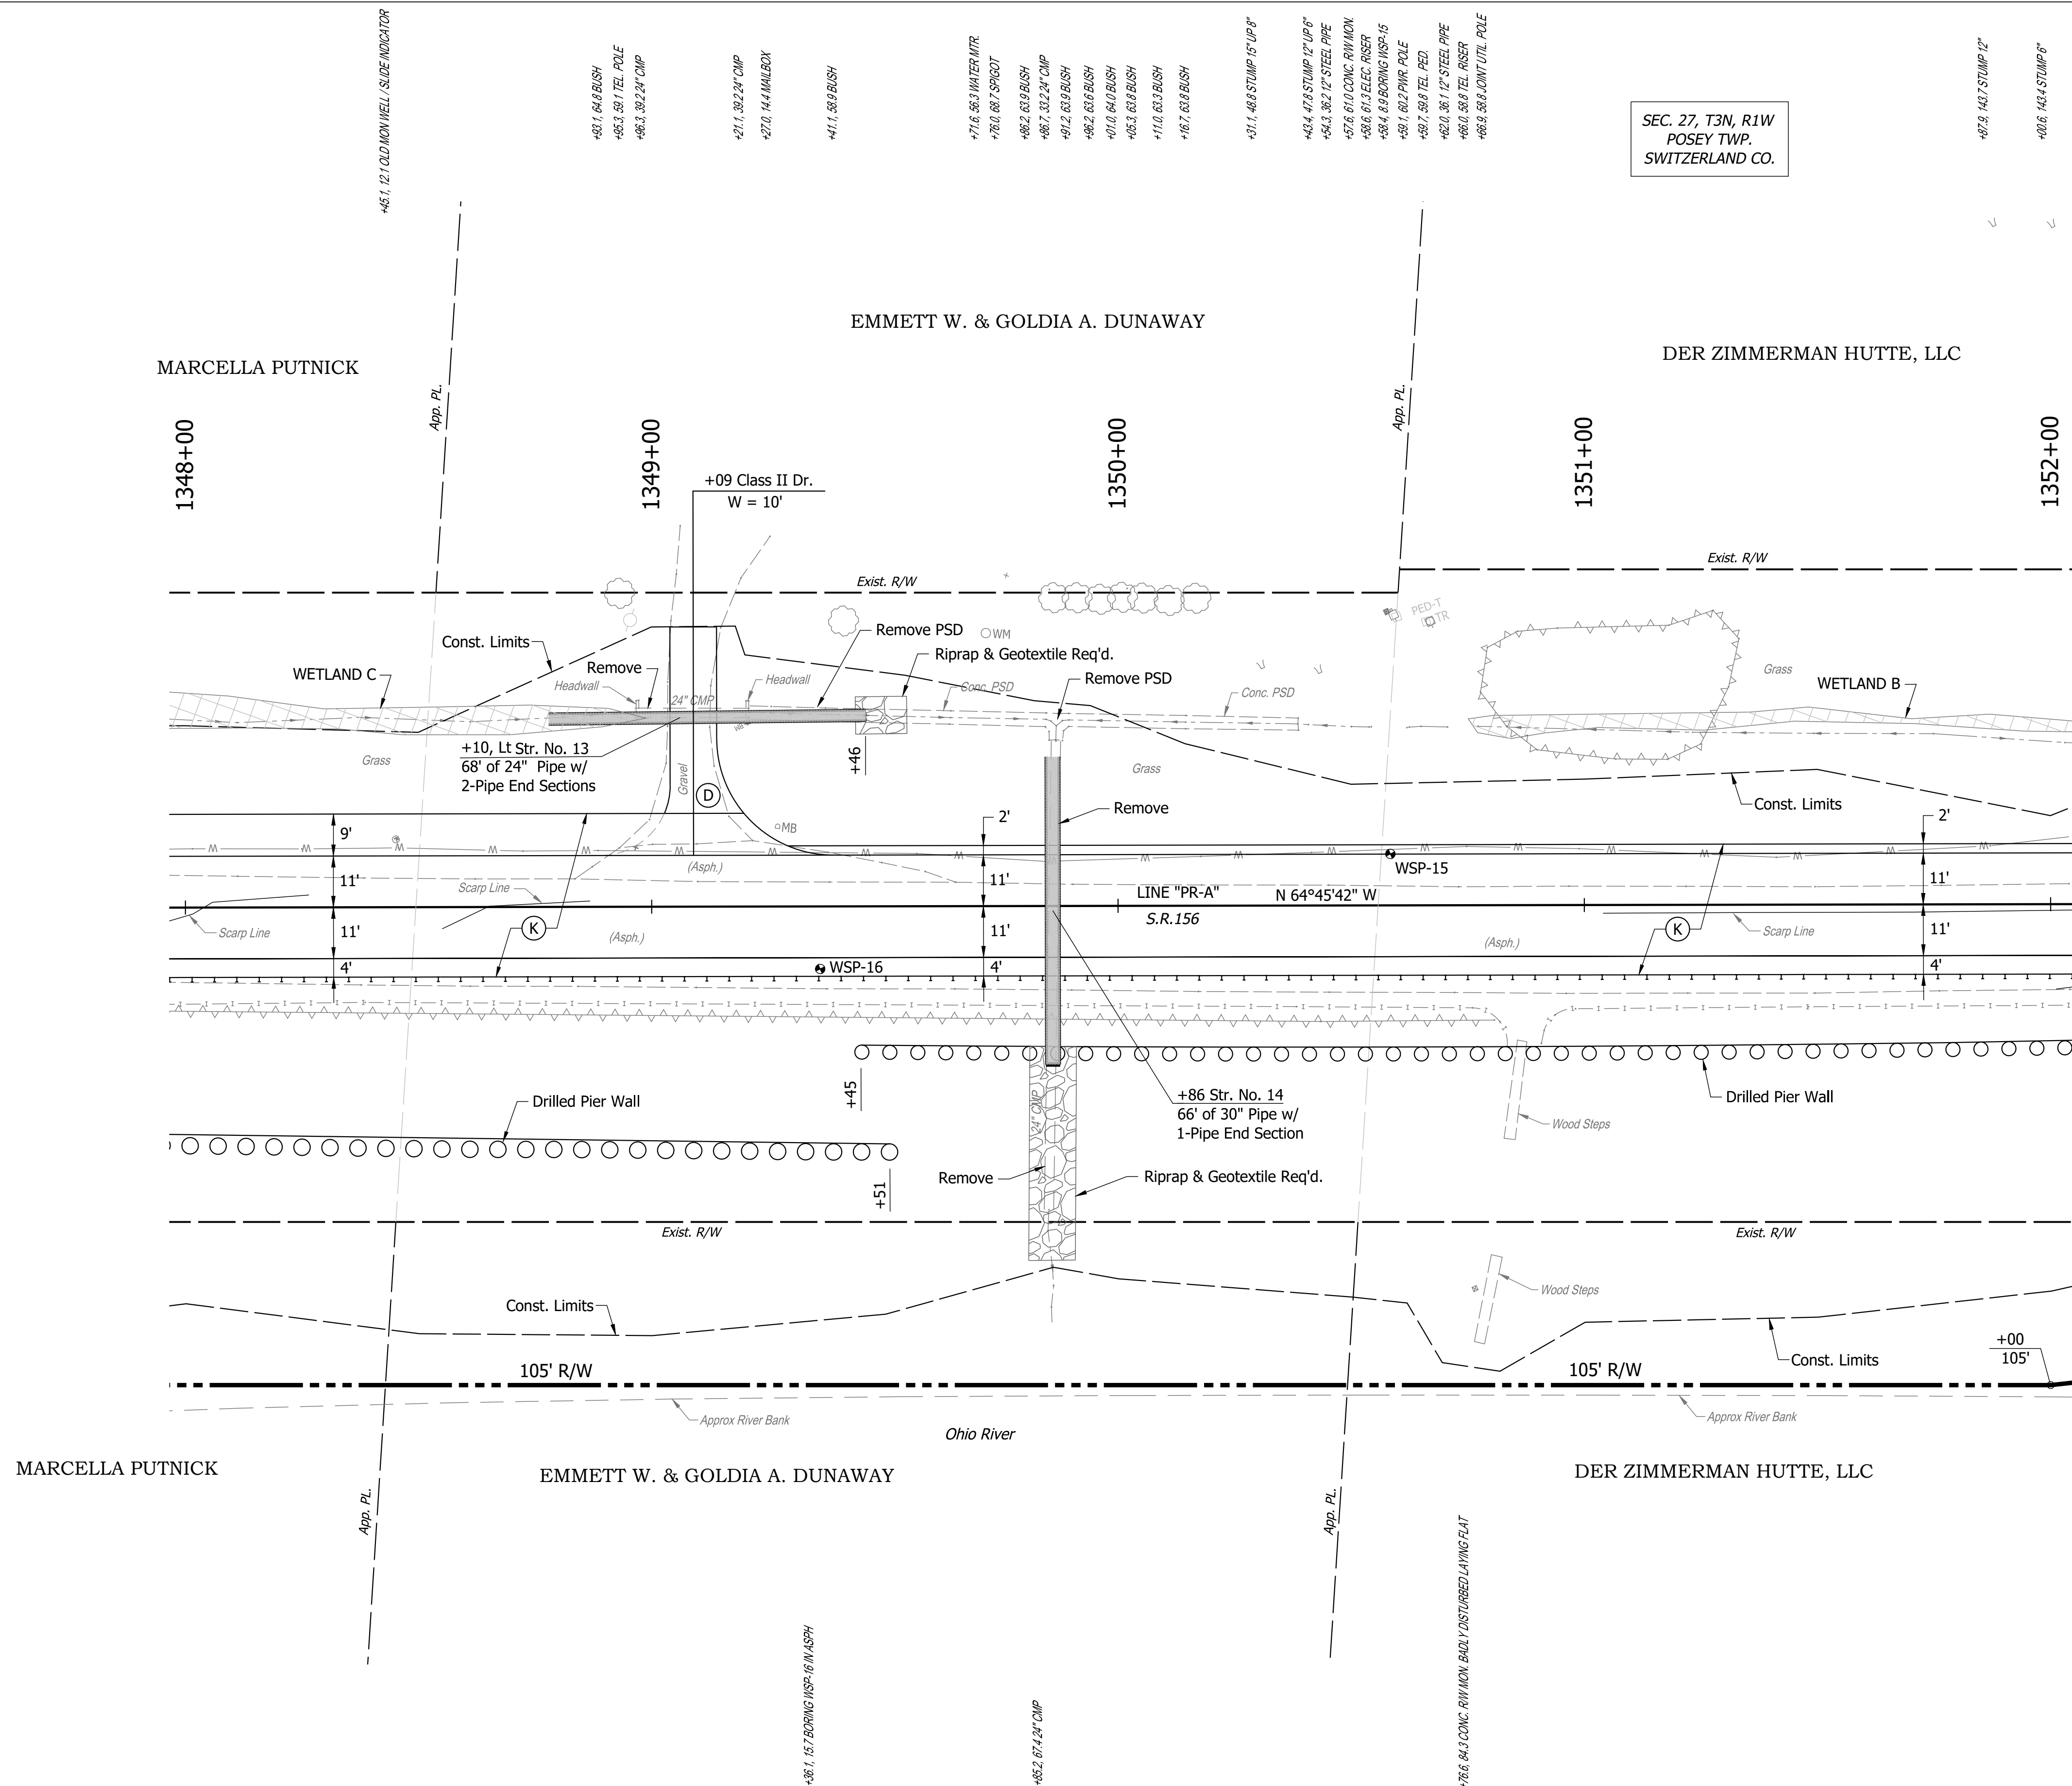 +45.1, 12.1 OLD MON WELL / SLIDE INDICATOR
+93.1, 64.8 BUSH
+95.3, 59.1 TEL. POLE
+96.3, 39.2 24" CMP
+21.1, 39.2 24" CMP
+27.0, 14.4 MAILBOX
+41.1, 58.9 BUSH
+71.6, 56.3 WATER MTR.
+76.0, 68.7 SPIGOT
+86.2, 63.9 BUSH
+86.7, 33.2 24" CMP
+91.2, 63.9 BUSH
+96.2, 63.6 BUSH
+01.0, 64.0 BUSH
+05.3, 63.8 BUSH
+11.0, 63.3 BUSH
+16.7, 63.8 BUSH
+31.1, 48.8 STUMP 15" UP 8"
+43.4, 47.8 STUMP 12" UP 6"
+54.3, 36.2 12" STEEL PIPE
+57.6, 61.0 CONC. R/W MON.
+58.6, 61.3 ELEC. RISER
+58.4, 8.9 BORING WSP-15
+59.1, 60.2 PWR. POLE
+59.7, 59.8 TEL. PED.
+62.0, 36.1 12" STEEL PIPE
+66.0, 58.8 TEL. RISER
+66.9, 58.8 JOINT UTIL. POLE
+87.9, 143.7 STUMP 12"
+00.6, 143.4 STUMP 6"
SEC. 27, T3N, R1W
POSEY TWP.
SWITZERLAND CO.
EMMETT W. & GOLDIA A. DUNAWAY
MARCELLA PUTNICK
DER ZIMMERMAN HUTTE, LLC
App. PL.
App. PL.
1348+00
1349+00
1350+00
1351+00
1352+00
+09 Class II Dr.
W = 10'
Exist. R/W
Exist. R/W
PED-T
TR
Const. Limits
Remove PSD
WM
Riprap & Geotextile Req'd.
WETLAND C
Remove
Headwall
24" CMP
Headwall
Conc. PSD
Remove PSD
Conc. PSD
Grass
WETLAND B
MB
+10, Lt Str. No. 13
68' of 24" Pipe w/
2-Pipe End Sections
Grass
Gravel
D
+46
Grass
Remove
Const. Limits
9'
MB
2'
2'
W W W W W W W W W W W W W W W W W W W
11'
(Asph.)
11'
WSP-15
11'
Scarp Line
LINE "PR-A"
N 64°45'42" W
S.R.156
Scarp Line
K
11'
(Asph.)
11'
(Asph.)
K
Scarp Line
11'
4'
WSP-16
4'
4'
+45
Drilled Pier Wall
24" CMP
+86 Str. No. 14
66' of 30" Pipe w/
1-Pipe End Section
Drilled Pier Wall
Wood Steps
Remove
Riprap & Geotextile Req'd.
+51
Exist. R/W
Exist. R/W
Const. Limits
Wood Steps
Const. Limits
+00
105'
105' R/W
105' R/W
Approx River Bank
Approx River Bank
Ohio River
MARCELLA PUTNICK
EMMETT W. & GOLDIA A. DUNAWAY
DER ZIMMERMAN HUTTE, LLC
App. PL.
App. PL.
+36.1, 15.7 BORING WSP-16 IN ASPH
+85.2, 67.4 24" CMP
+76.6, 84.3 CONC. R/W MON. BADLY DISTURBED LAYING FLAT